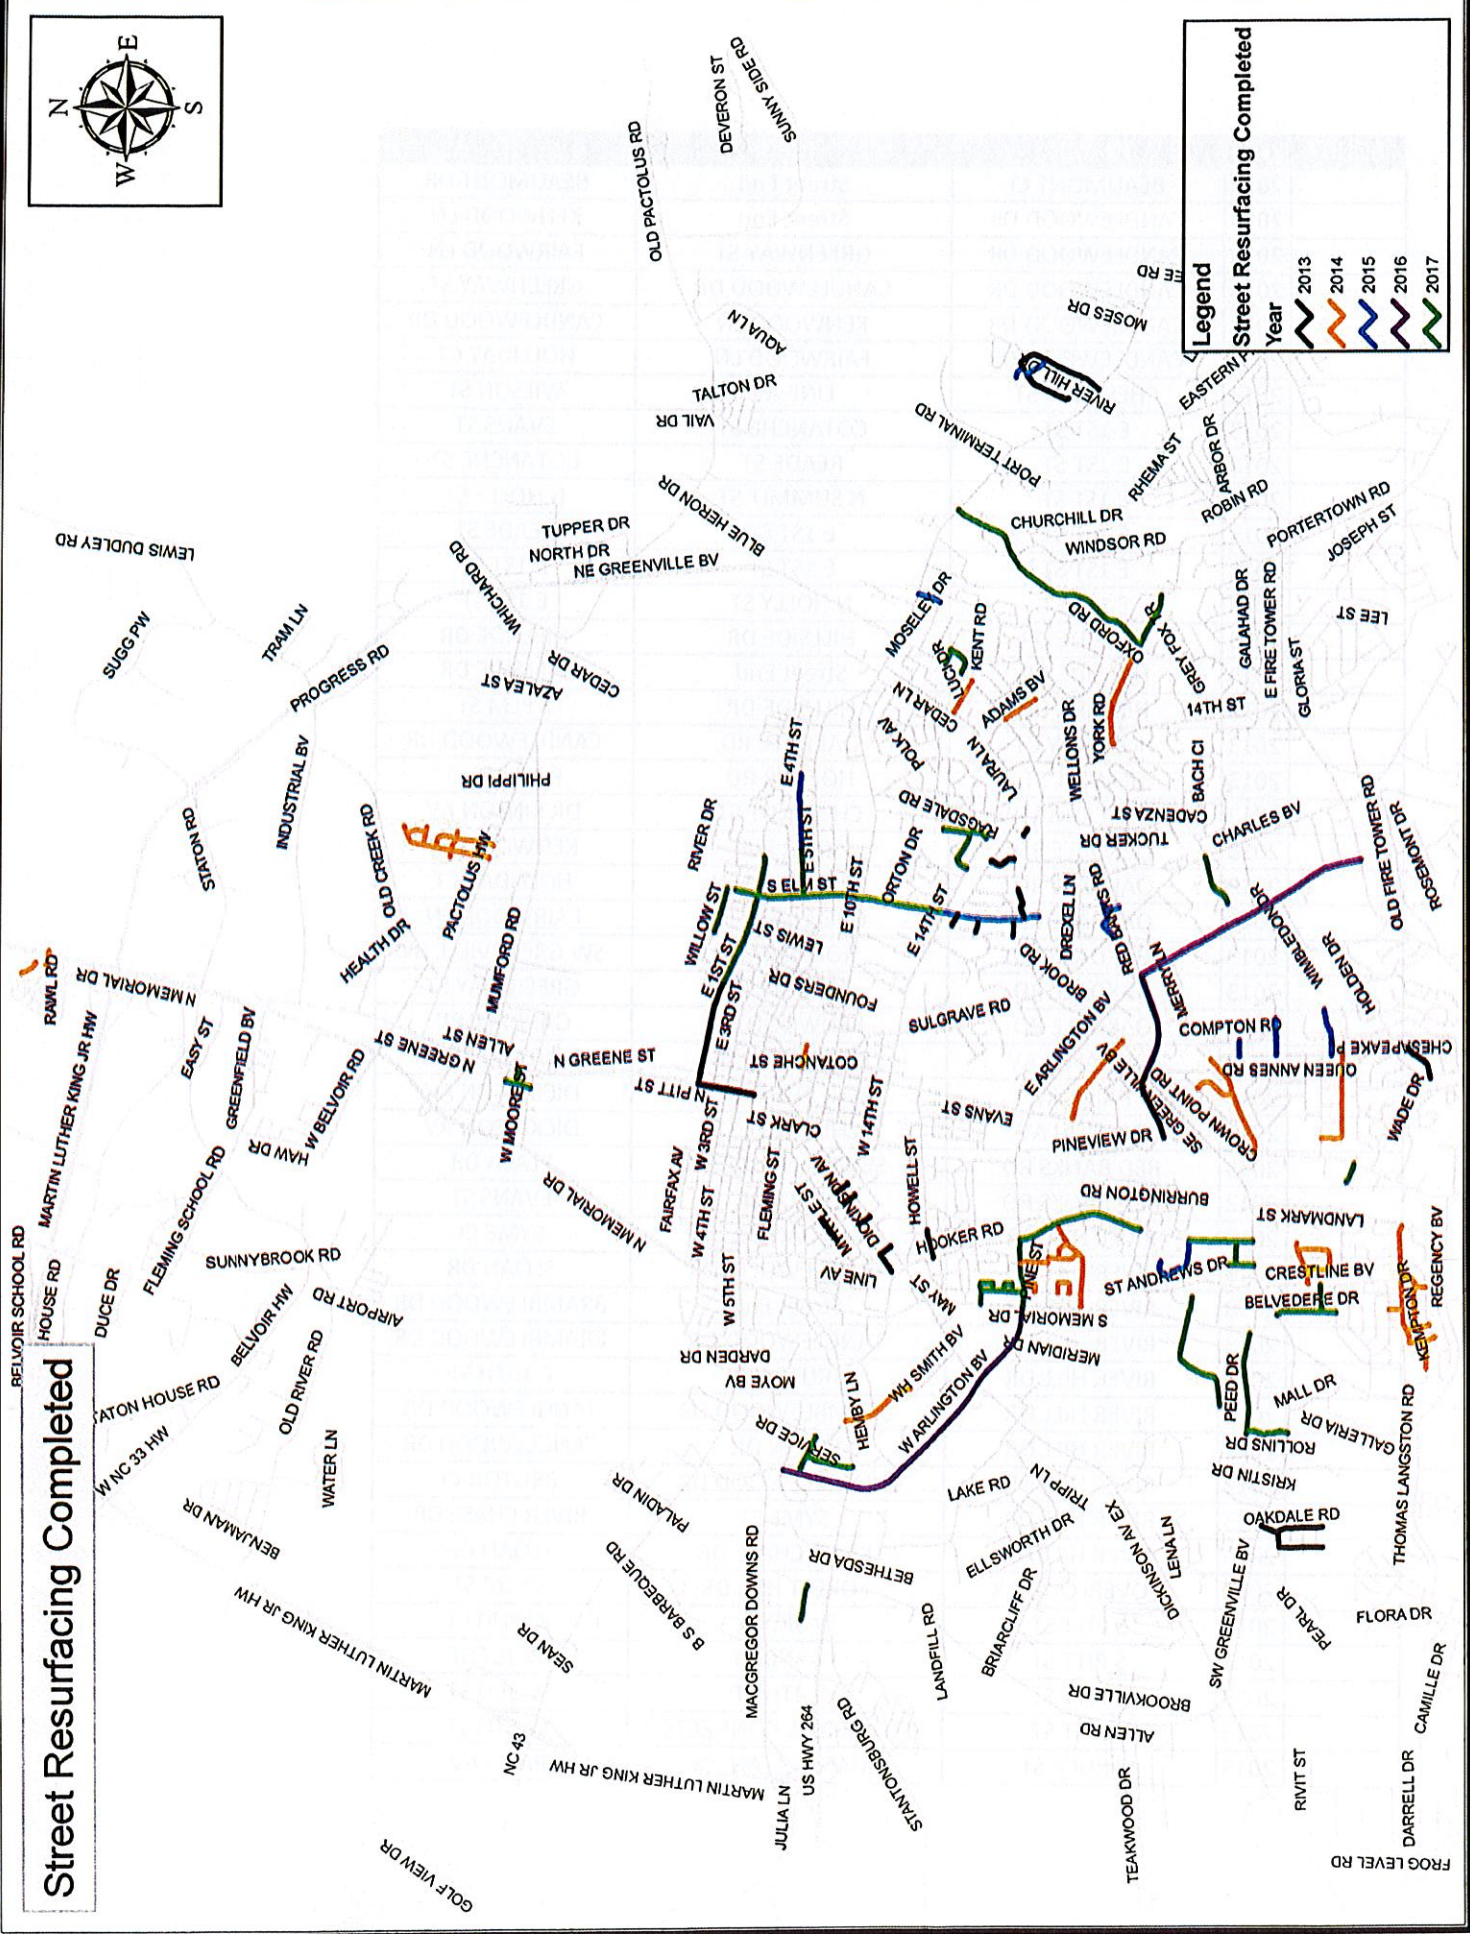 Street Resurfacing Completed
N
E
S
W
BELVOIR SCHOOL RD
HOUSE RD
MARTIN LUTHER KING JR HW
RAWL RD
N MEMORIAL DR
DUCE DR
FLEMING SCHOOL RD
EASY ST
GREENFIELD BV
STATON RD
SUGG PW
LEWIS DUDLEY RD
TRAM LN
PROGRESS RD
INDUSTRIAL BV
W NC 33 HW
SUNNYBROOK RD
BELVOIR HW
HAW DR
W BELVOIR RD
AIRPORT RD
OLD RIVER RD
WATER LN
BENJAMAN DR
MARTIN LUTHER KING JR HW
HEALTH DR
OLD CREEK RD
PACTOLUS HW
MUMFORD RD
PHILIPPI DR
AZALEA ST
CEDAR DR
WHICHARD RD
TUPPER DR
NORTH DR
NE GREENVILLE BV
BLUE HERON DR
OLD PACTOLUS RD
DEVERON ST
SUNNY SIDE RD
AQUA LN
TALTON DR
VAIL DR
N GREENE ST
ALLEN ST
W MOORE ST
N GREENE ST
N PITT ST
N MEMORIAL DR
GOLF VIEW DR
NC 43
SEAN DR
MARTIN LUTHER KING JR HW
B S BARBEQUE RD
PALADIN DR
MACGREGOR DOWNS RD
US HWY 264
JULIA LN
STANTONSBURG RD
BETHESDA DR
LANDFILL RD
FAIRFAX AV
W 3RD ST
W 4TH ST
W 5TH ST
FLEMING ST
CLARK ST
MYRTLE ST
DICKINSON AV
LINE AV
W 14TH ST
HOWELL ST
HOOKER RD
MAY ST
DARDEN DR
MOYE BV
SERVICE DR
HEMBY LN
WH SMITH BV
W ARLINGTON BV
RIVER DR
WILLOW ST
E 1ST ST
E 3RD ST
E 4TH ST
E 5TH ST
S ELM ST
LEWIS ST
FOUNDERS DR
COTANCHE ST
E 10TH ST
E 14TH ST
ORTON DR
RAGSDALE RD
POLK AV
CEDAR LN
LAURA LN
ADAMS BV
KENT RD
LUCI DR
MOSELEY DR
PORT TERMINAL RD
RIVER HILL DR
MOSES DR
CHURCHILL DR
WINDSOR RD
OXFORD RD
RHEMA ST
ARBOR DR
ROBIN RD
PORTERTOWN RD
JOSEPH ST
GREY FOX TR
14TH ST
GALAHAD DR
E FIRE TOWER RD
GLORIA ST
LEE ST
WELLONS DR
YORK RD
BACH CI
CADENZA ST
TUCKER DR
CHARLES BV
OLD FIRE TOWER RD
ROSEMONT DR
DREXEL LN
RED BANKS RD
BROOK RD
SULGRAVE RD
EVANS ST
E ARLINGTON BV
MERRY LN
WIMBLEDON DR
HOLDEN DR
COMPTON RD
QUEEN ANNES RD
WADE DR
SE GREENVILLE BV
CROWN POINT RD
PINEVIEW DR
BURRINGTON RD
LANDMARK ST
PINE ST
S MEMORIAL DR
MERIDIAN DR
ST ANDREWS DR
CRESTLINE BV
BELVEDERE DR
REGENCY BV
KEMPTON DR
PEED DR
MALL DR
GALLERIA DR
ROLLINS DR
KRISTIN DR
OAKDALE RD
THOMAS LANGSTON RD
LAKE RD
TRIPP LN
ELLSWORTH DR
BRIARCLIFF DR
DICKINSON AV EX
LENA LN
SW GREENVILLE BV
PEARL DR
FLORA DR
BROOKVILLE DR
ALLEN RD
TEAKWOOD DR
RIVIT ST
CAMILLE DR
DARRELL DR
FROG LEVEL RD
Legend
Street Resurfacing Completed
Year
2013
2014
2015
2016
2017